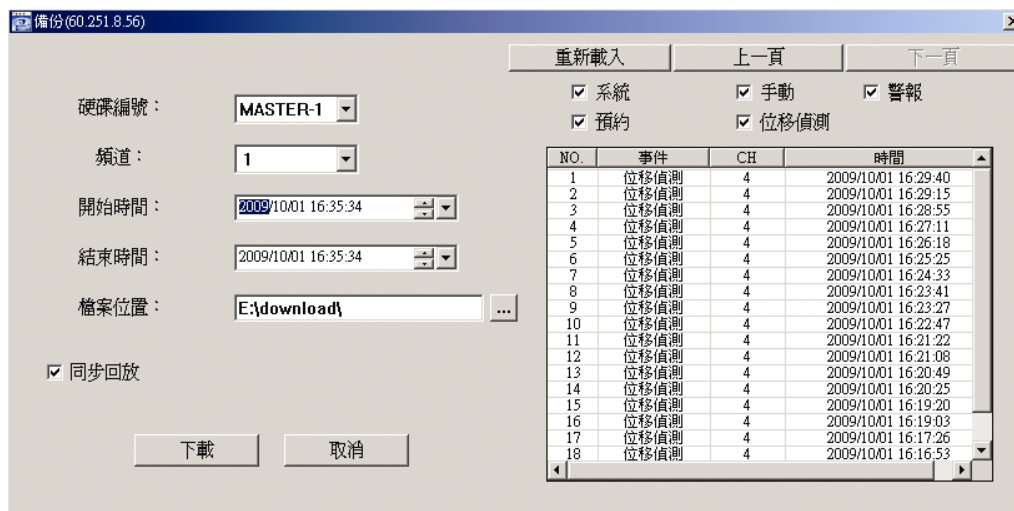 備份(60.251.8.56)
重新載入 上一頁 下一頁
系統 手動 警報
預約 位移偵測
硬碟編號： MASTER-1
頻道： 1
開始時間： 2009/10/01 16:35:34
結束時間： 2009/10/01 16:35:34
檔案位置： E:\download\ ...
同步回放
下載 取消
NO. 事件 CH 時間
1 位移偵測 4 2009/10/01 16:29:40
2 位移偵測 4 2009/10/01 16:29:15
3 位移偵測 4 2009/10/01 16:28:55
4 位移偵測 4 2009/10/01 16:27:11
5 位移偵測 4 2009/10/01 16:26:18
6 位移偵測 4 2009/10/01 16:25:25
7 位移偵測 4 2009/10/01 16:24:33
8 位移偵測 4 2009/10/01 16:23:41
9 位移偵測 4 2009/10/01 16:23:27
10 位移偵測 4 2009/10/01 16:22:47
11 位移偵測 4 2009/10/01 16:21:22
12 位移偵測 4 2009/10/01 16:21:08
13 位移偵測 4 2009/10/01 16:20:49
14 位移偵測 4 2009/10/01 16:20:25
15 位移偵測 4 2009/10/01 16:19:20
16 位移偵測 4 2009/10/01 16:19:03
17 位移偵測 4 2009/10/01 16:17:26
18 位移偵測 4 2009/10/01 16:16:53